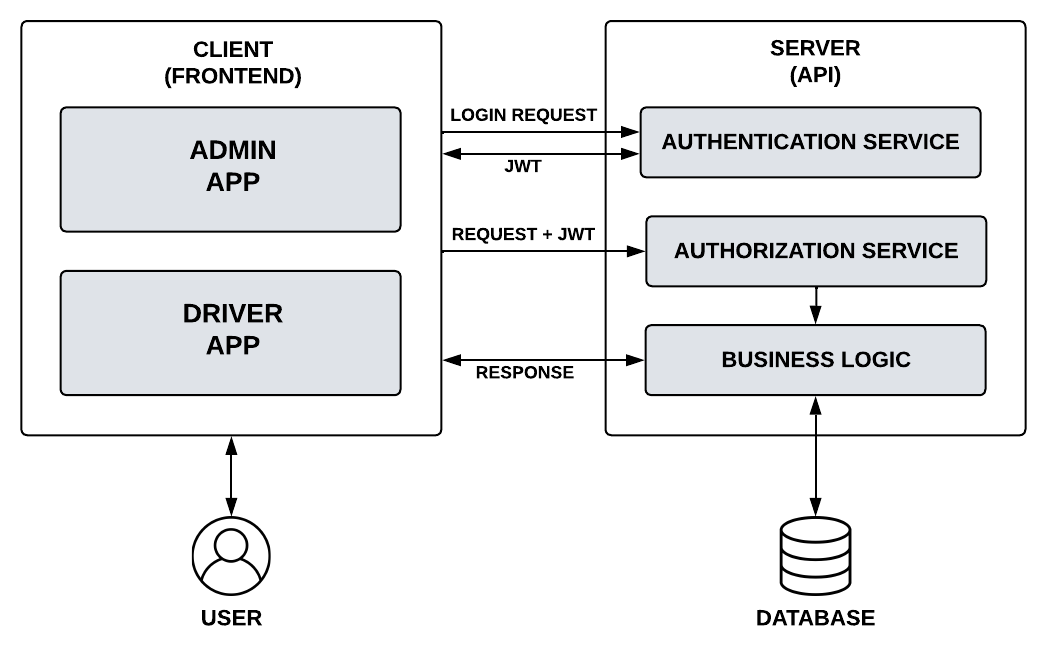 CLIENT
(FRONTEND)
ADMIN
APP
DRIVER
APP
LOGIN REQUEST
JWT
REQUEST + JWT
RESPONSE
SERVER
(API)
AUTHENTICATION SERVICE
AUTHORIZATION SERVICE
BUSINESS LOGIC
USER
DATABASE